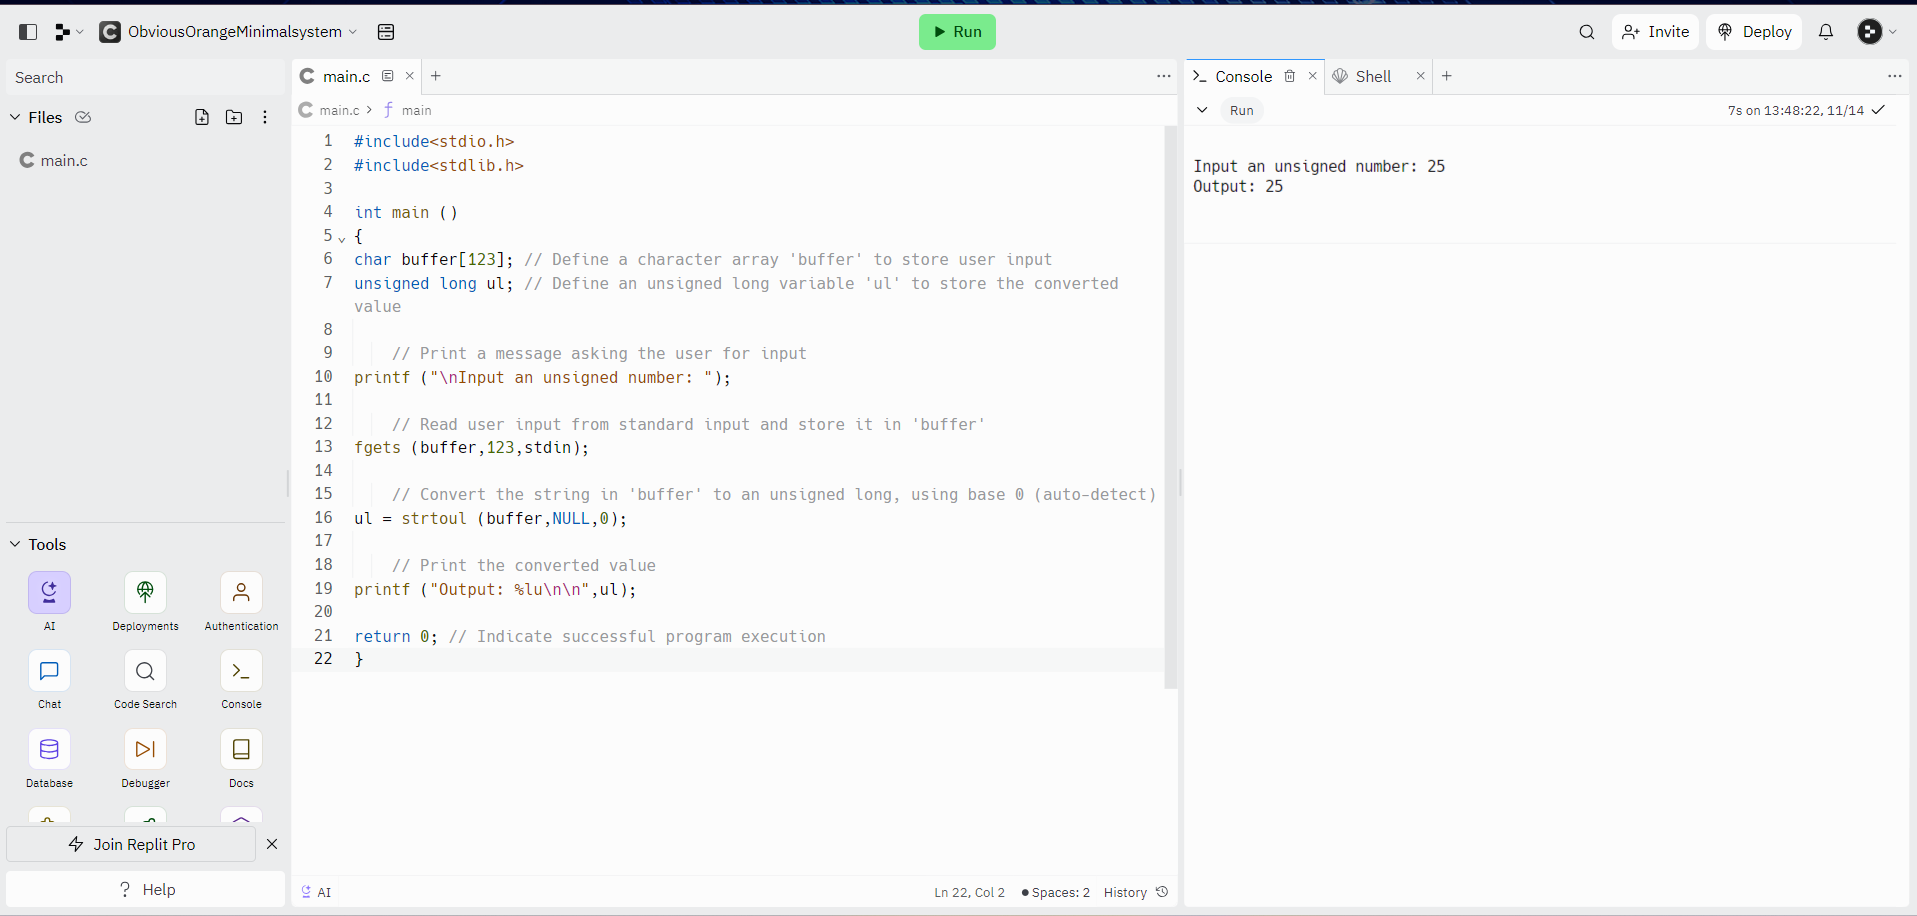 ObviousOrangeMinimalsystem
Run
Invite
Deploy
Search
Files
main.c
Tools
AI
Deployments
Authentication
Chat
Code Search
Console
Database
Debugger
Docs
Join Replit Pro
? Help
main.c
main.c > f main
1 #include<stdio.h>
2 #include<stdlib.h>
3
4 int main ()
5 {
6 char buffer[123]; // Define a character array 'buffer' to store user input
7 unsigned long ul; // Define an unsigned long variable 'ul' to store the converted
value
8
9 // Print a message asking the user for input
10 printf ("\nInput an unsigned number: ");
11
12 // Read user input from standard input and store it in 'buffer'
13 fgets (buffer,123,stdin);
14
15 // Convert the string in 'buffer' to an unsigned long, using base 0 (auto-detect)
16 ul = strtoul (buffer,NULL,0);
17
18 // Print the converted value
19 printf ("Output: %lu\n\n",ul);
20
21 return 0; // Indicate successful program execution
22 }
AI
Ln 22, Col 2
Spaces: 2
History
Console
Shell
Run
7s on 13:48:22, 11/14
Input an unsigned number: 25
Output: 25